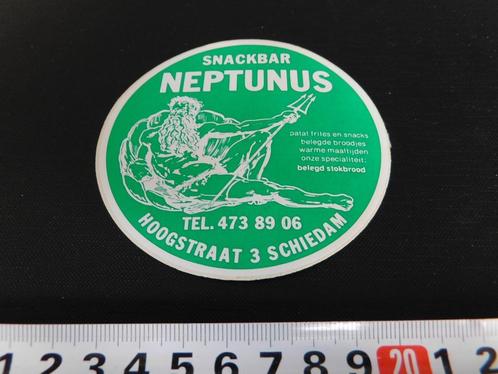 SNACKBAR
NEPTUNUS
patat frites en snacks
belegde broodjes
warme maaltijden
onze specialiteit:
belegd stokbrood
TEL. 473 89 06
HOOGSTRAAT 3 SCHIEDAM
1 2 3 4 5 6 7 8 9 20 1 2